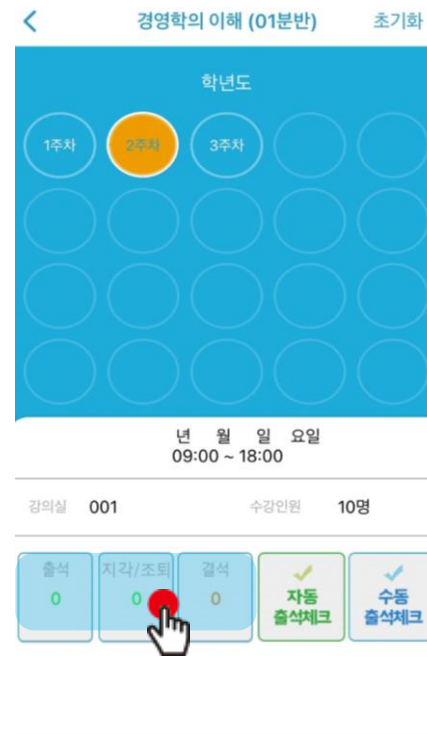 경영학의 이해 (01분반) 초기화
학년도
1주차 2주차 3주차
년 월 일 요일
09:00 ~ 18:00
강의실 001 수강인원 10명
출석 지각/조퇴 결석 자동 수동
0 0 0 출석체크 출석체크